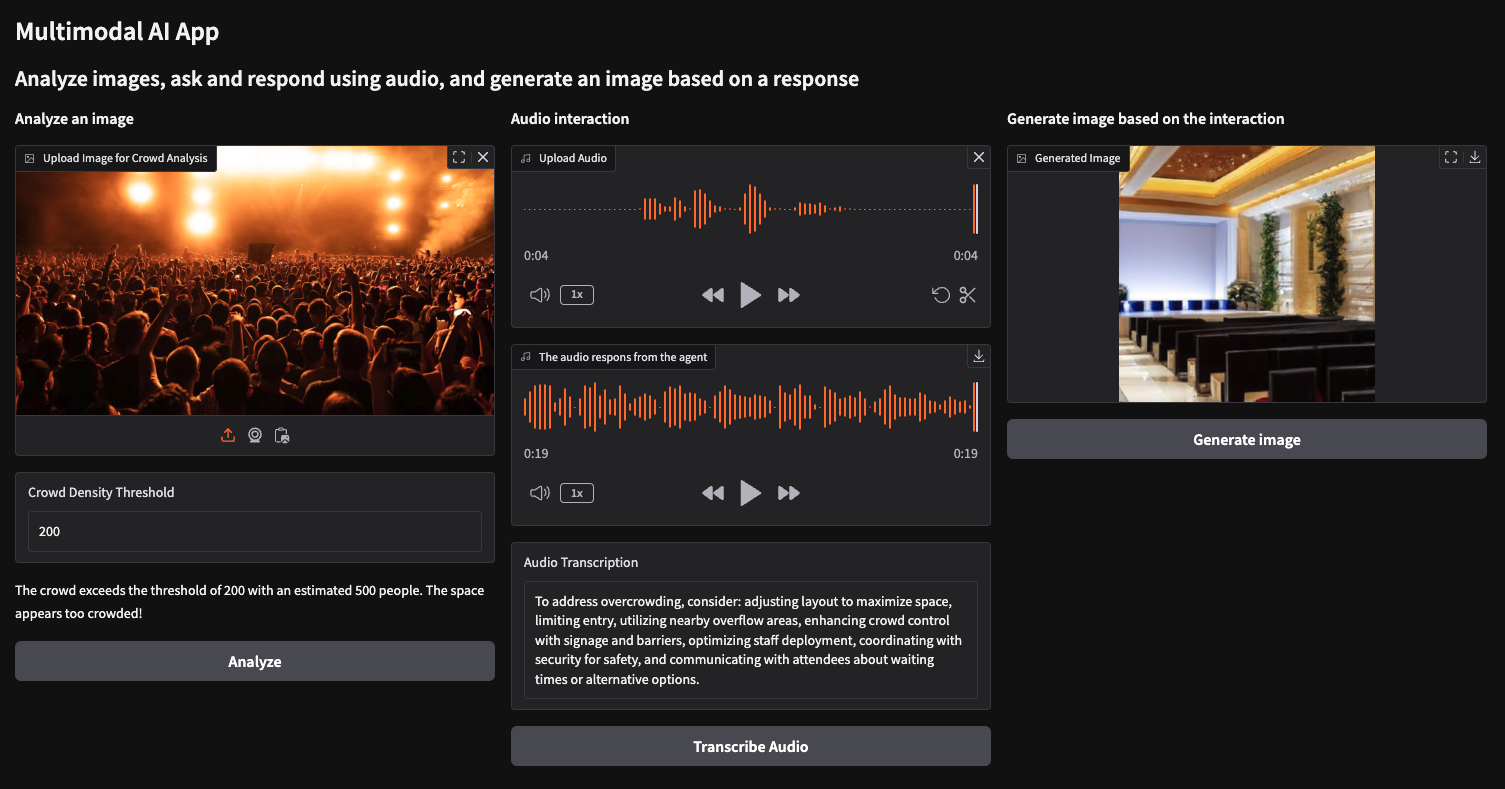 Multimodal AI App
Analyze images, ask and respond using audio, and generate an image based on a response
Analyze an image
Upload Image for Crowd Analysis
Crowd Density Threshold
200
The crowd exceeds the threshold of 200 with an estimated 500 people. The space
appears too crowded!
Analyze
Audio interaction
Upload Audio
0:04
0:04
1x
The audio respons from the agent
0:19
0:19
1x
Audio Transcription
To address overcrowding, consider: adjusting layout to maximize space,
limiting entry, utilizing nearby overflow areas, enhancing crowd control
with signage and barriers, optimizing staff deployment, coordinating with
security for safety, and communicating with attendees about waiting
times or alternative options.
Transcribe Audio
Generate image based on the interaction
Generated Image
Generate image